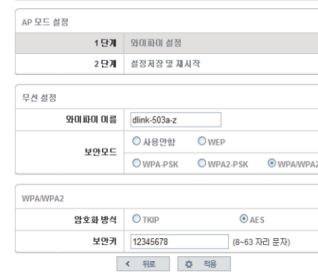 AP 모드 설정
1 단계 와이파이 설정
2 단계 설정저장 및 재시작
무선 설정
와이파이 이름 dlink-503a-z
보안모드 사용안함 WEP
WPA-PSK WPA2-PSK WPA/WPA2
WPA/WPA2
암호화 방식 TKIP AES
보안키 12345678 (8~63 자리 문자)
< 뒤로 적용